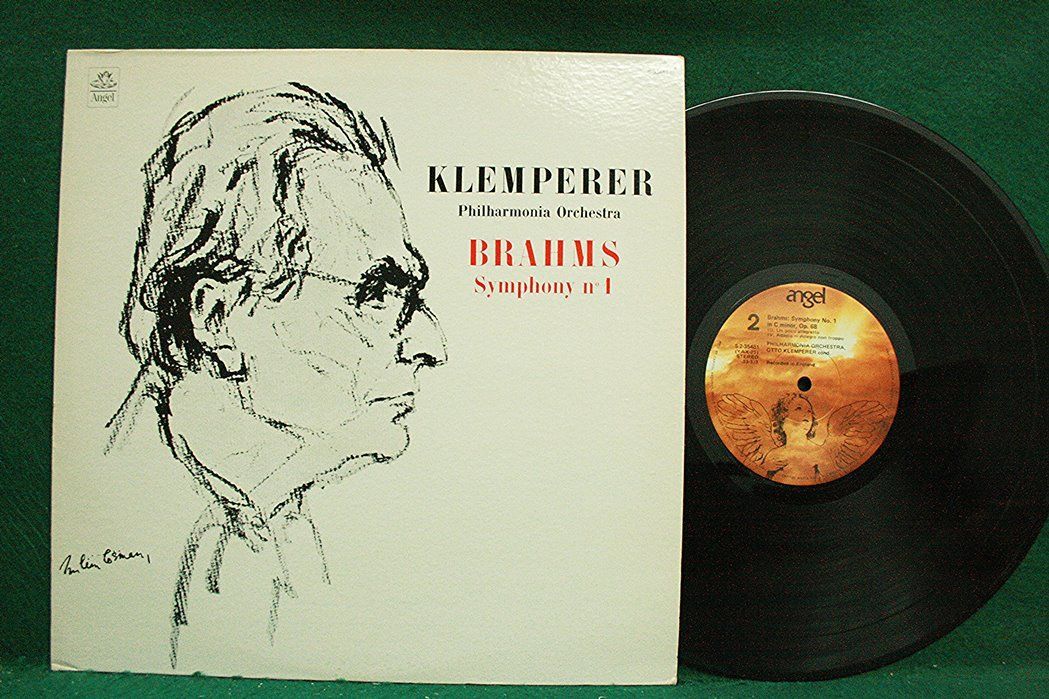 Angel
KLEMPERER
Philharmonia Orchestra
BRAHMS
Symphony nº 1
angel
2
Brahms: Symphony No. 1
in C minor, Op. 68
PHILHARMONIA ORCHESTRA
OTTO KLEMPERER cond.
STEREO
Recorded in England